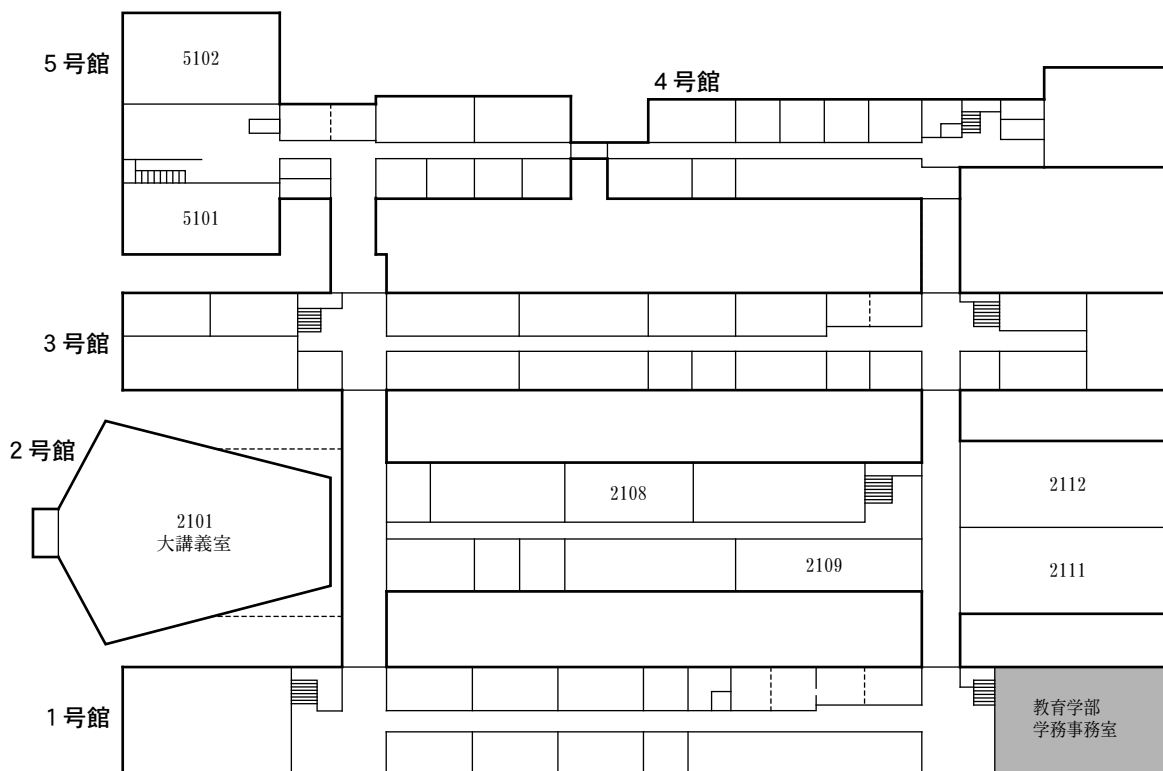 5号館
5102
4号館
5101
3号館
2号館
2108
2112
2101
大講義室
2109
2111
1号館
教育学部
学務事務室